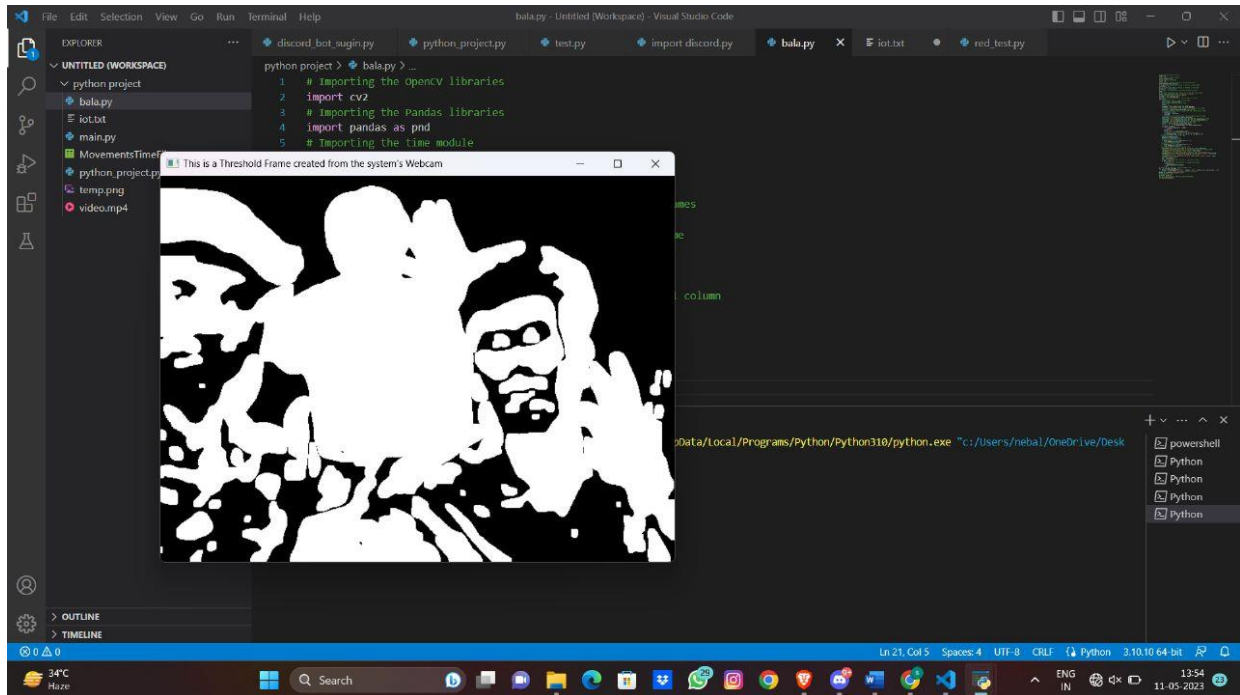 File Edit Selection View Go Run Terminal Help
bala.py - Untitled (Workspace) - Visual Studio Code
EXPLORER
discord_bot_sugin.py python_project.py test.py import discord.py bala.py iot.txt red_test.py
UNTITLED (WORKSPACE)
python project
bala.py
iot.txt
main.py
MovementsTimeFi
python_project.py
temp.png
video.mp4
python project > bala.py > ...
1 # Importing the OpenCV libraries
2 import cv2
3 # Importing the Pandas libraries
4 import pandas as pnd
5 # Importing the time module
This is a Threshold Frame created from the system's Webcam
column
Data/Local/Programs/Python/Python310/python.exe "c:/Users/nebal/OneDrive/Desk
powershell
Python
Python
Python
Python
OUTLINE
TIMELINE
0 0
Ln 21, Col 5 Spaces: 4 UTF-8 CRLF Python 3.10.10 64-bit
34°C
Haze
Search
29
ENG
IN
13:54
11-05-2023
23